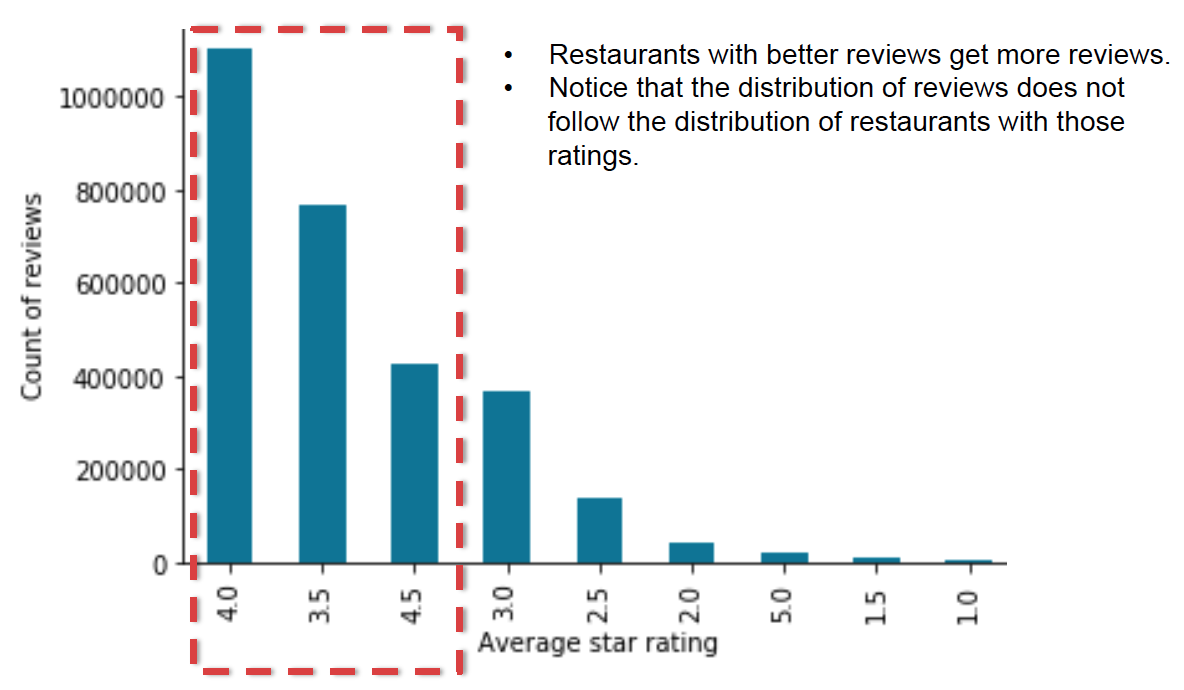 • Restaurants with better reviews get more reviews.
• Notice that the distribution of reviews does not
follow the distribution of restaurants with those
ratings.
Count of reviews
1000000
800000
600000
400000
200000
0
4.0
3.5
4.5
3.0
2.5
2.0
5.0
1.5
1.0
Average star rating